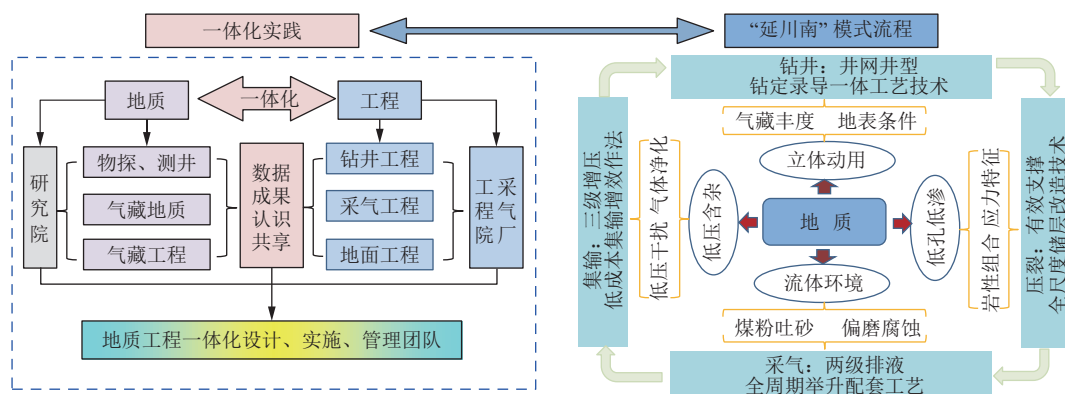 一体化实践
“延川南”模式流程
地质
一体化
工程
研究院
物探、测井
气藏地质
气藏工程
数据
成果
认识
共享
钻井工程
采气工程
地面工程
工程院
采气厂
地质工程一体化设计、实施、管理团队
钻井：井网井型
钻定录导一体工艺技术
气藏丰度 地表条件
立体动用
集输：三级增压
低成本集输增效作法
低压干扰 气体净化
低压含杂
地 质
低孔低渗
岩性组合 应力特征
压裂：有效支撑
全尺度储层改造技术
流体环境
煤粉吐砂 偏磨腐蚀
采气：两级排液
全周期举升配套工艺